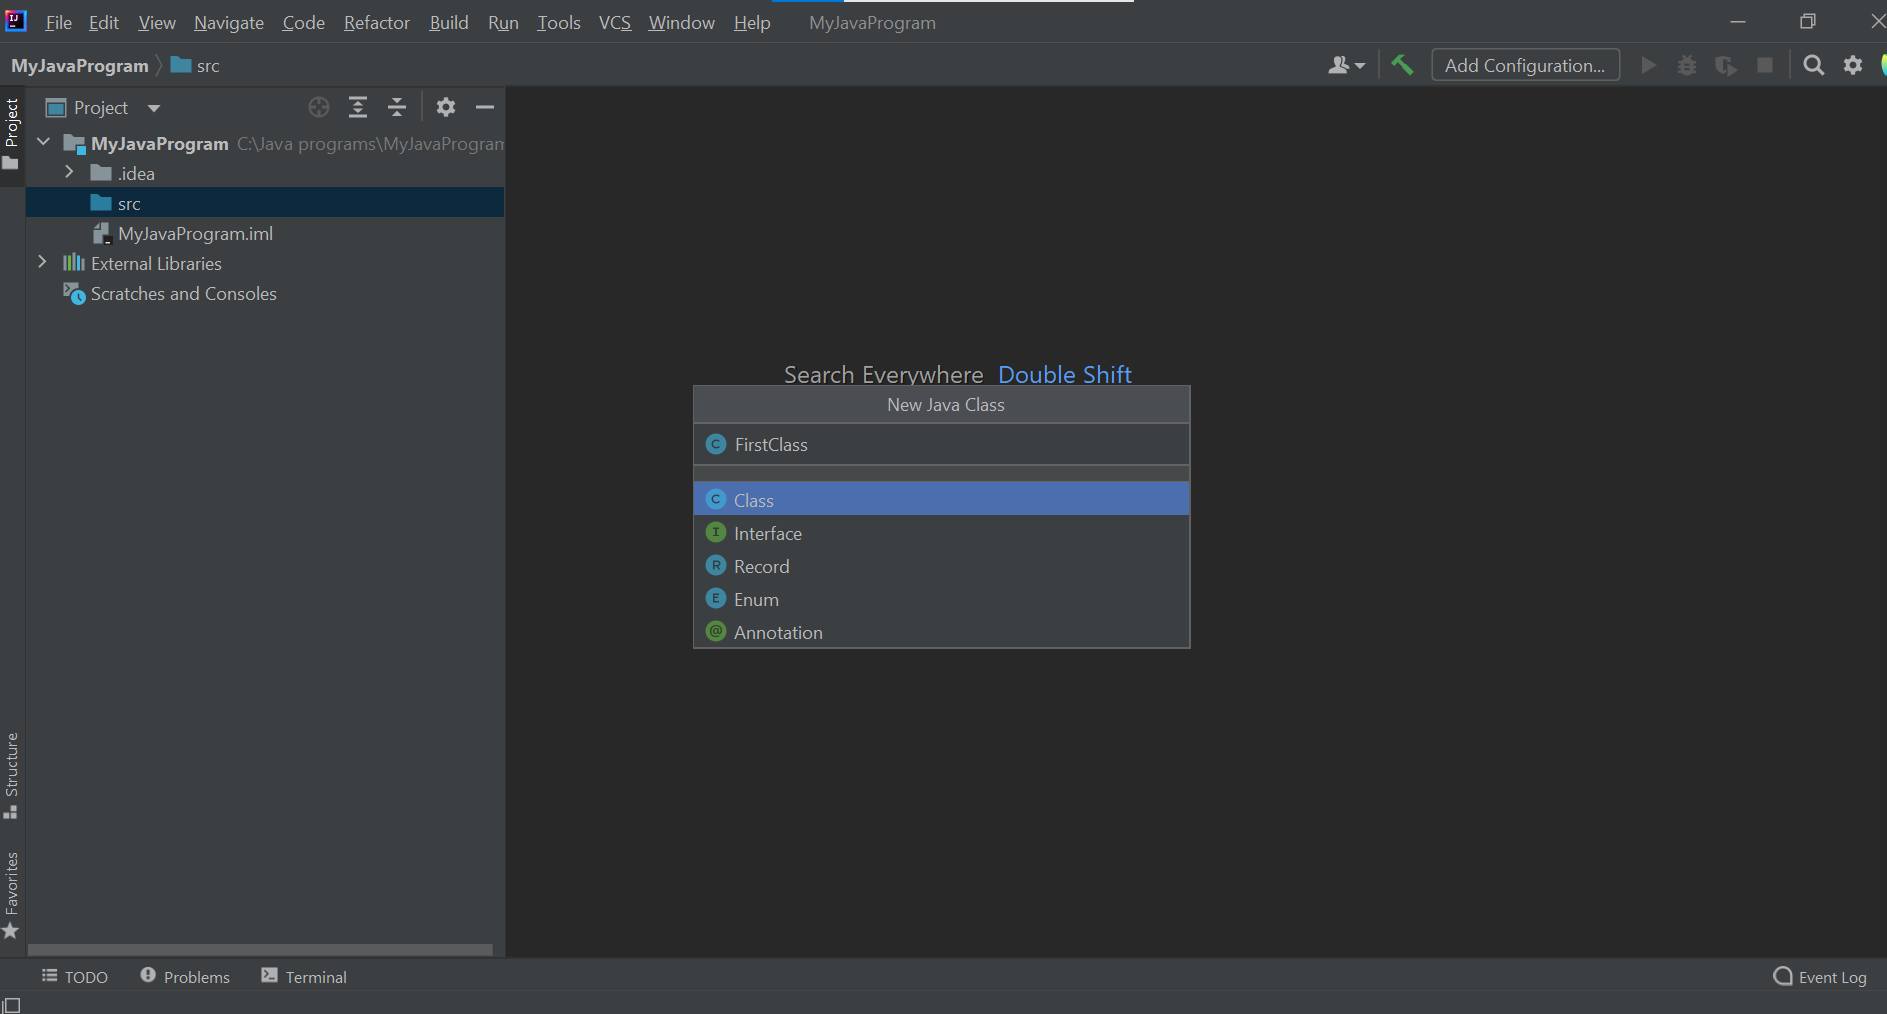 File Edit View Navigate Code Refactor Build Run Tools VCS Window Help MyJavaProgram
MyJavaProgram src
Add Configuration...
Project
Project
MyJavaProgram C:\Java programs\MyJavaProgram
.idea
src
MyJavaProgram.iml
External Libraries
Scratches and Consoles
Search Everywhere Double Shift
New Java Class
C FirstClass
C Class
I Interface
R Record
E Enum
@ Annotation
Structure
Favorites
TODO Problems Terminal
Event Log